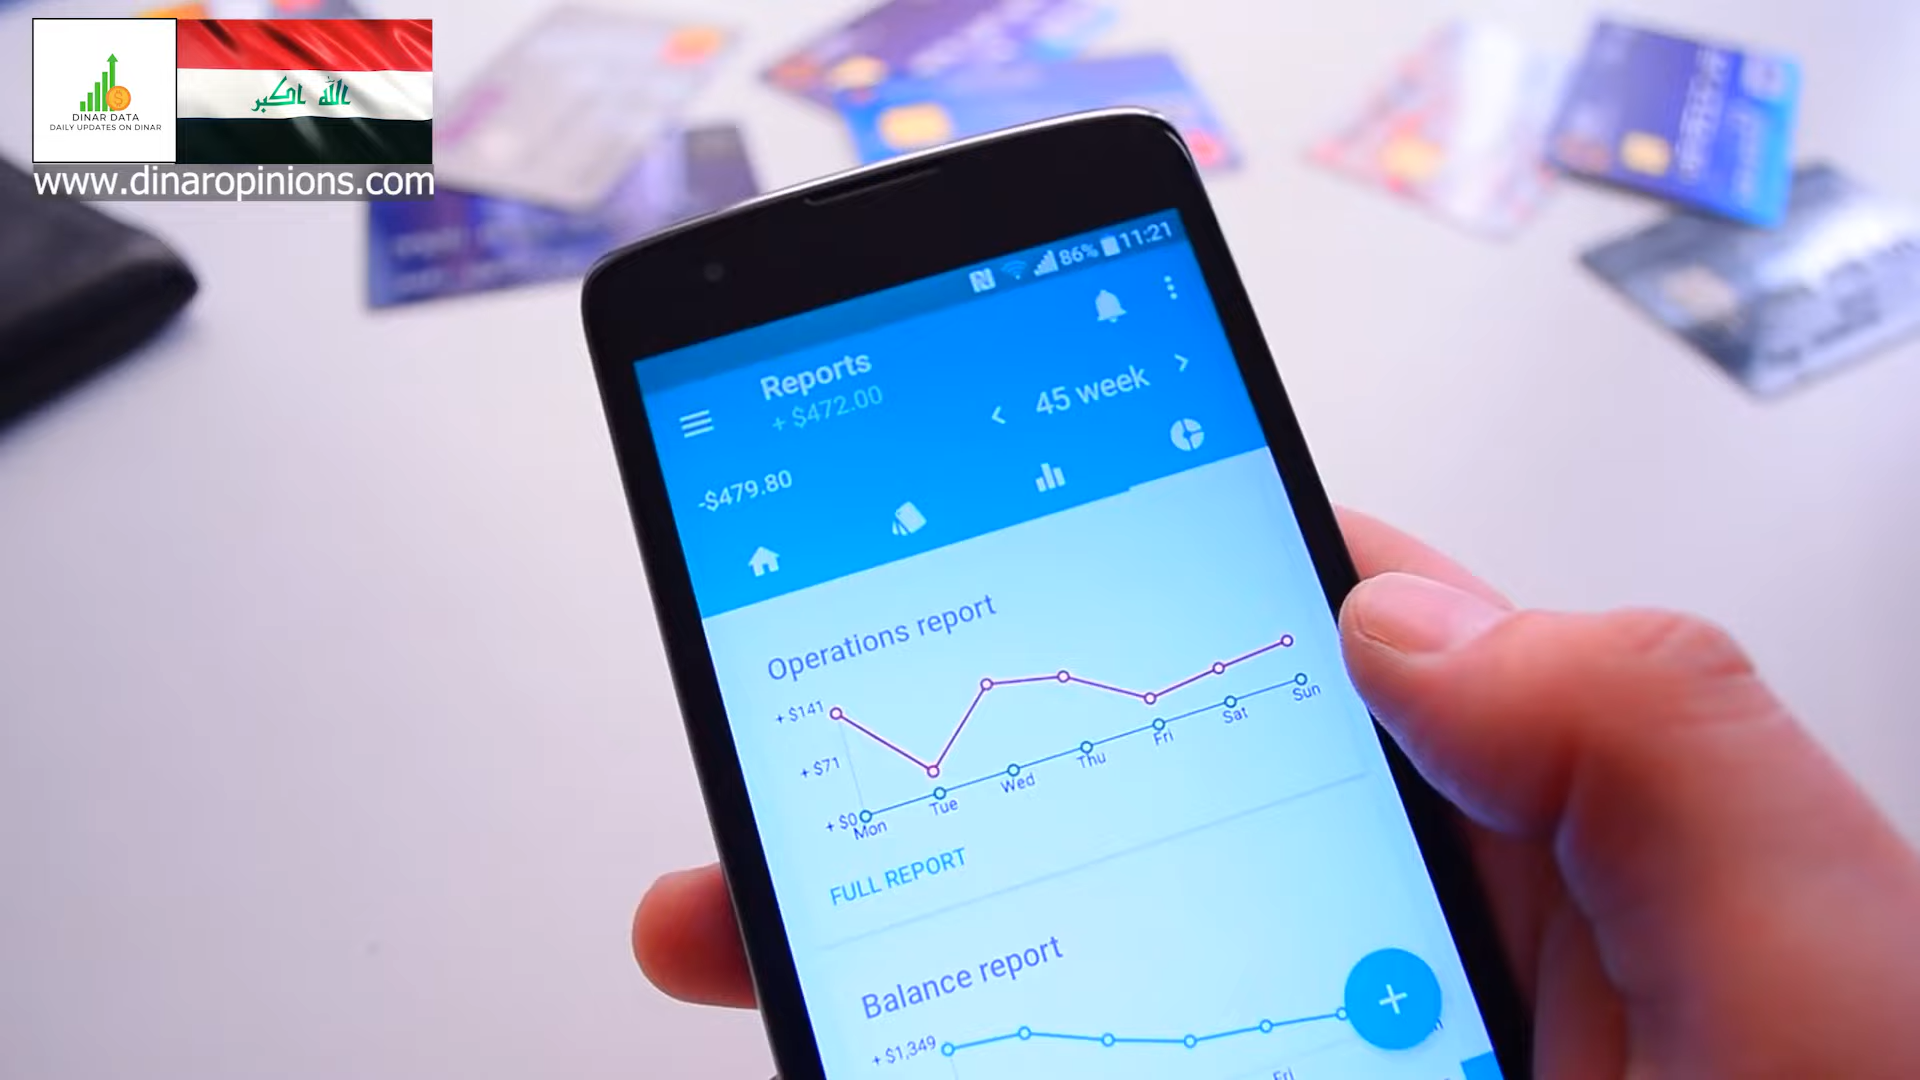 DINAR DATA
DAILY UPDATES ON DINAR
الله اكبر
www.dinaropinions.com
86% 11:21
Reports
+ $472.00
45 week
-$479.80
Operations report
+ $141
+ $71
+ $0
Mon
Tue
Wed
Thu
Fri
Sat
Sun
FULL REPORT
Balance report
+ $1,349
Fri